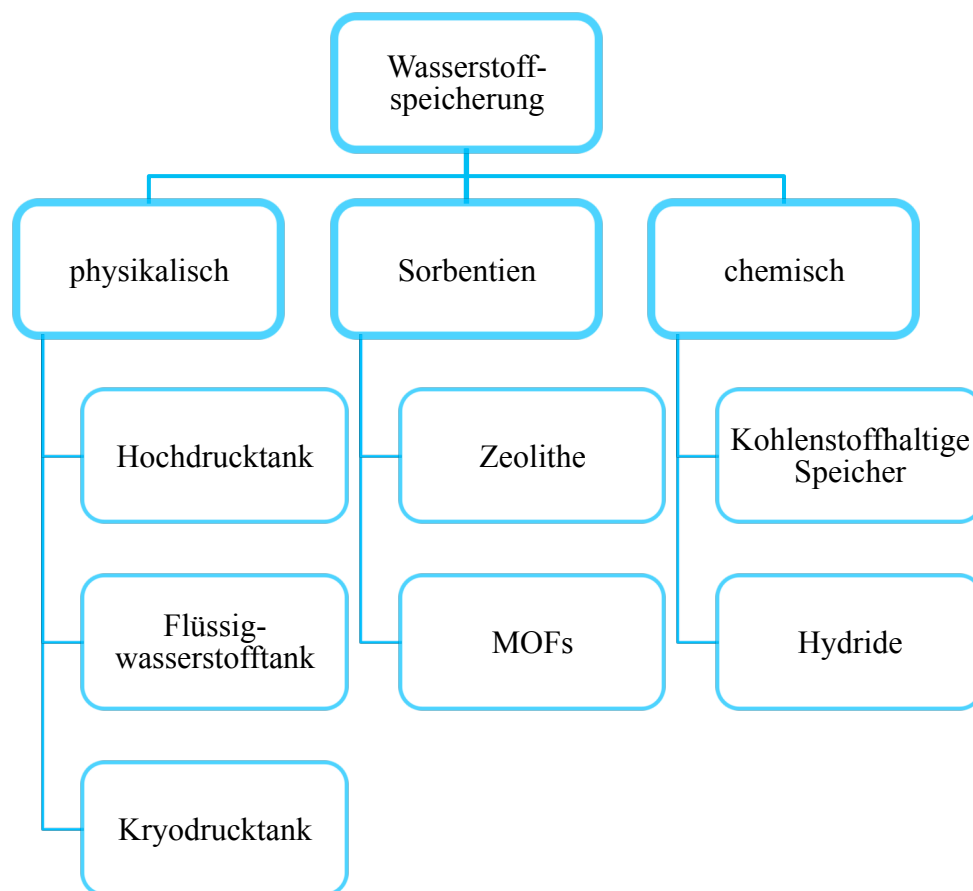 Wasserstoff-
speicherung
physikalisch
Sorbentien
chemisch
Hochdrucktank
Zeolithe
Kohlenstoffhaltige
Speicher
Flüssig-
wasserstofftank
MOFs
Hydride
Kryodrucktank